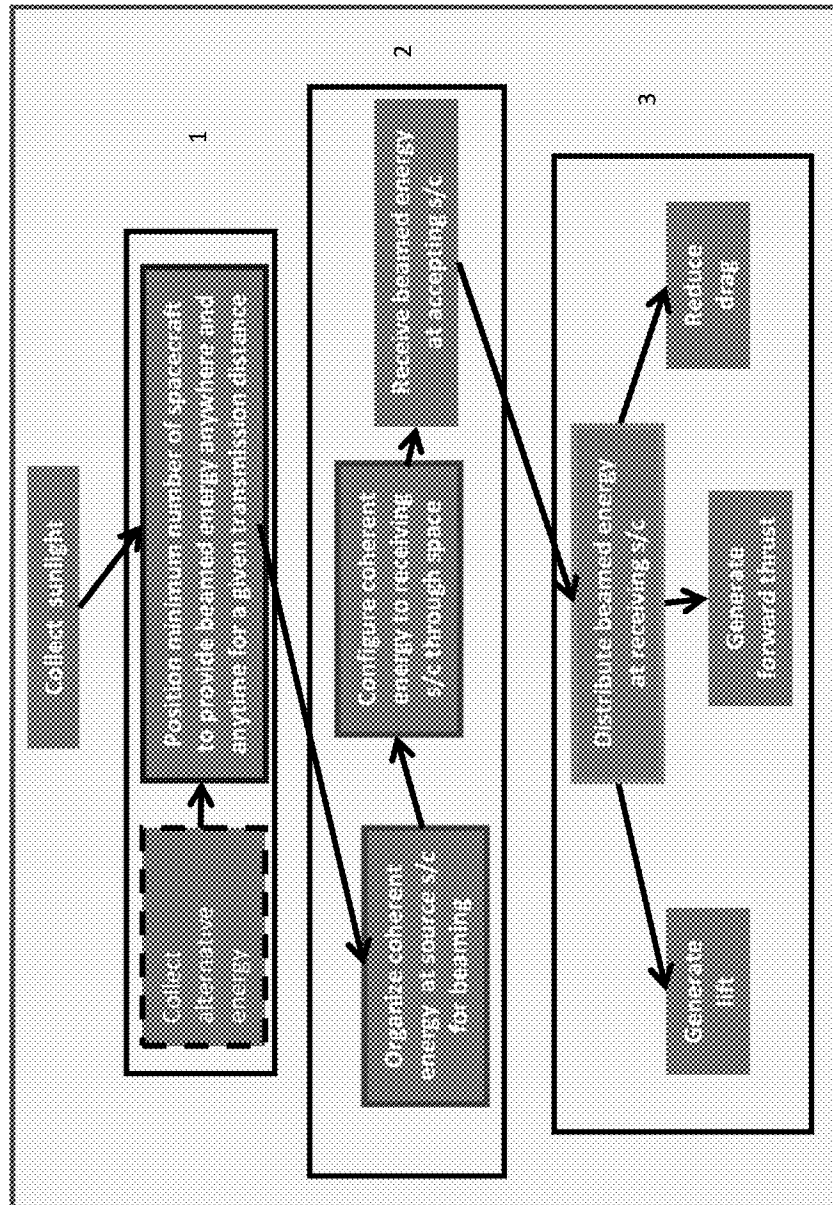 Collect sunlight
Collect
alternative
energy
Position minimum number of spacecraft
to provide beamed energy anywhere and
anytime for a given transmission distance
1
Organize coherent
energy at source s/c
for beaming
Configure coherent
energy to receiving
s/c through space
Receive beamed energy
at accepting s/c
2
Distribute beamed energy
at receiving s/c
Generate
lift
Generate
forward thrust
Reduce
drag
3